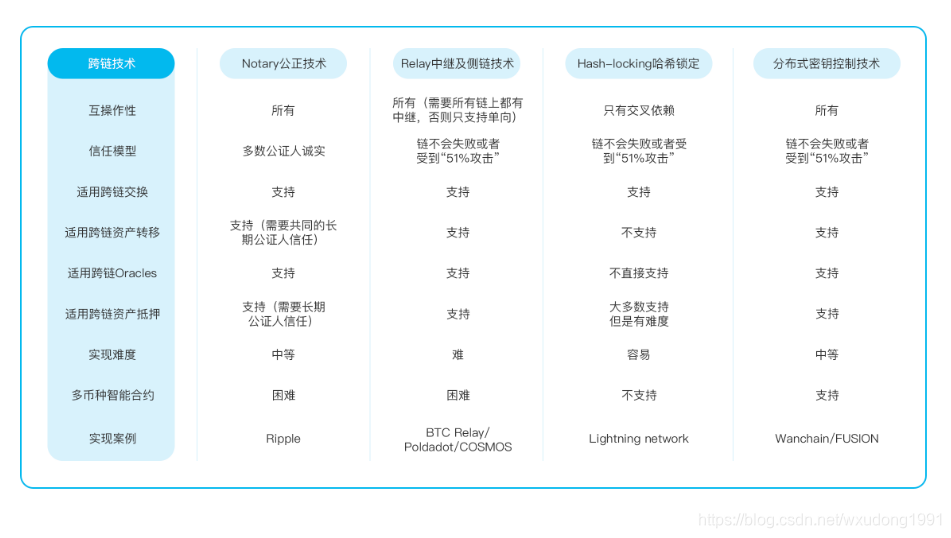 跨链技术 Notary公正技术 Relay中继及侧链技术 Hash-locking哈希锁定 分布式密钥控制技术
互操作性 所有 所有（需要所有链上都有 只有交叉依赖 所有
中继，否则只支持单向）
信任模型 多数公证人诚实 链不会失败或者 链不会失败或者受 链不会失败或者
受到“51%攻击” 到“51%攻击” 受到“51%攻击”
适用跨链交换 支持 支持 支持 支持
适用跨链资产转移 支持（需要共同的长 支持 不支持 支持
期公证人信任）
适用跨链Oracles 支持 支持 不直接支持 支持
适用跨链资产抵押 支持（需要长期 支持 大多数支持 支持
公证人信任） 但是有难度
实现难度 中等 难 容易 中等
多币种智能合约 困难 困难 不支持 支持
实现案例 Ripple BTC Relay/ Lightning network Wanchain/FUSION
Poldadot/COSMOS
https://blog.csdn.net/wxudong1991